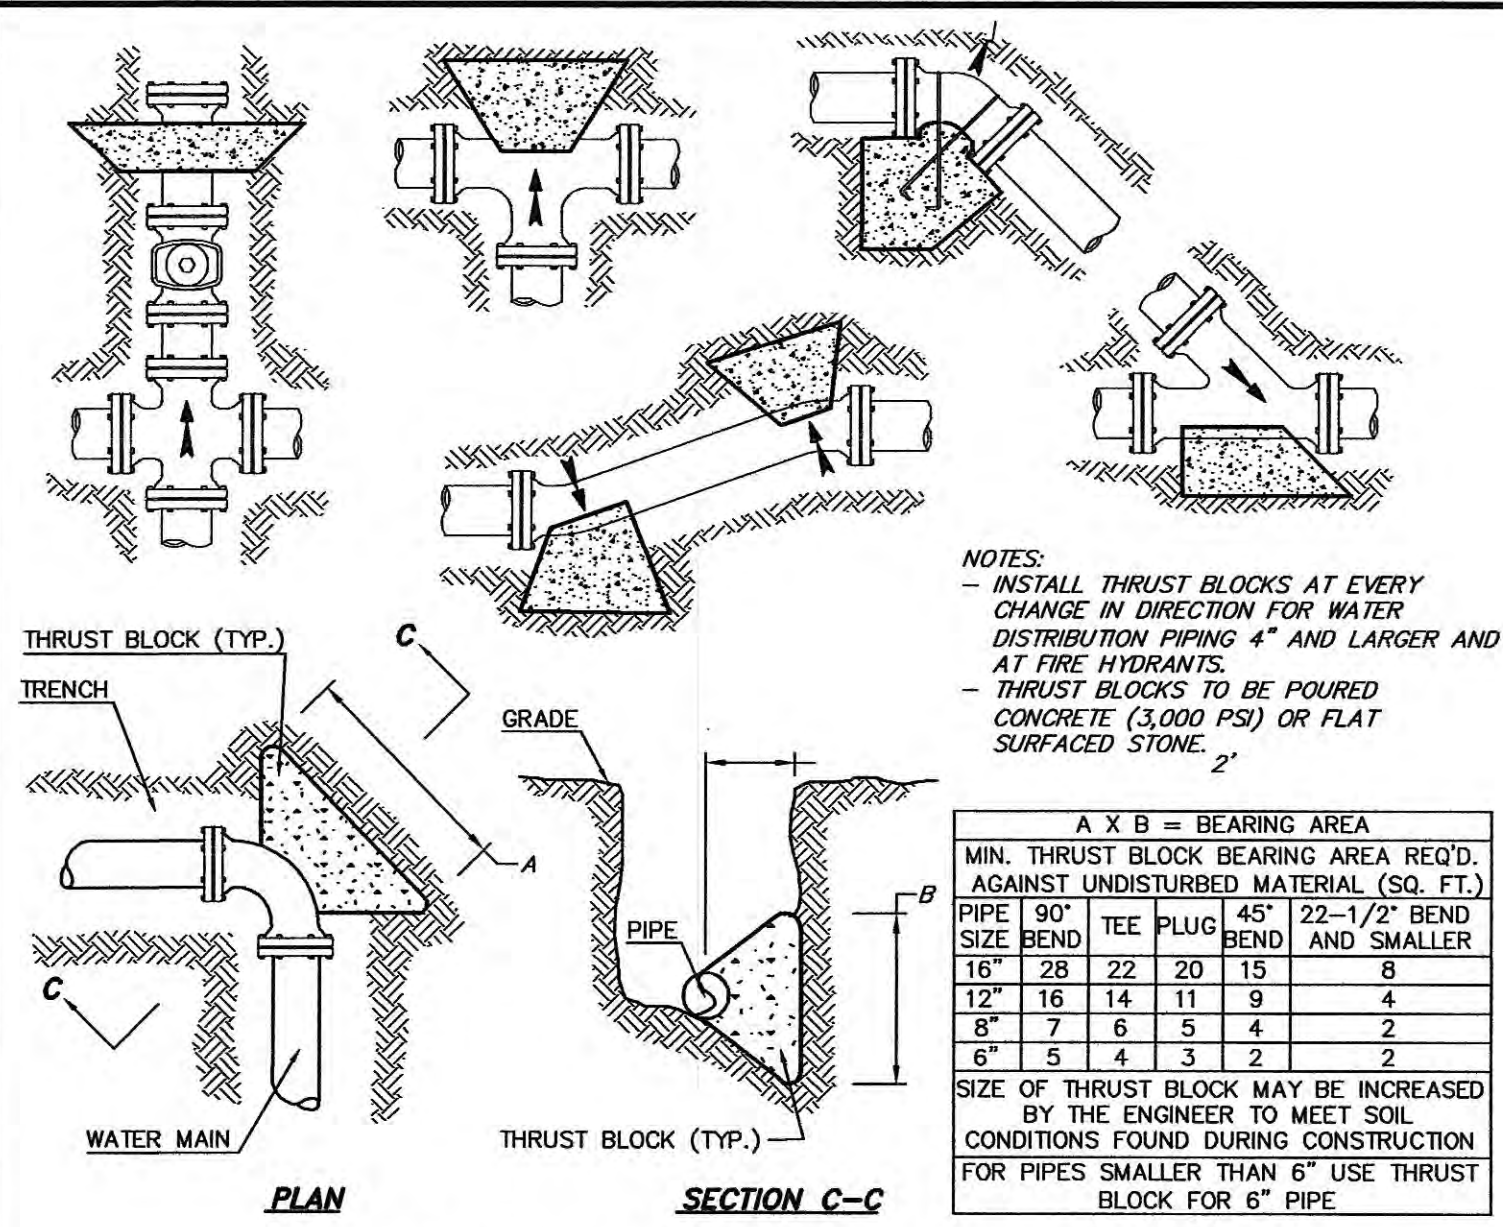 NOTES:
– INSTALL THRUST BLOCKS AT EVERY
CHANGE IN DIRECTION FOR WATER
DISTRIBUTION PIPING 4" AND LARGER AND
AT FIRE HYDRANTS.
– THRUST BLOCKS TO BE POURED
CONCRETE (3,000 PSI) OR FLAT
SURFACED STONE.
THRUST BLOCK (TYP.)
TRENCH
C
A
C
WATER MAIN
PLAN
GRADE
2'
B
PIPE
THRUST BLOCK (TYP.)
SECTION C–C
A X B = BEARING AREA
MIN. THRUST BLOCK BEARING AREA REQ'D.
AGAINST UNDISTURBED MATERIAL (SQ. FT.)
PIPE SIZE 90° BEND TEE PLUG 45° BEND 22–1/2° BEND AND SMALLER
16" 28 22 20 15 8
12" 16 14 11 9 4
8" 7 6 5 4 2
6" 5 4 3 2 2
SIZE OF THRUST BLOCK MAY BE INCREASED
BY THE ENGINEER TO MEET SOIL
CONDITIONS FOUND DURING CONSTRUCTION
FOR PIPES SMALLER THAN 6" USE THRUST
BLOCK FOR 6" PIPE